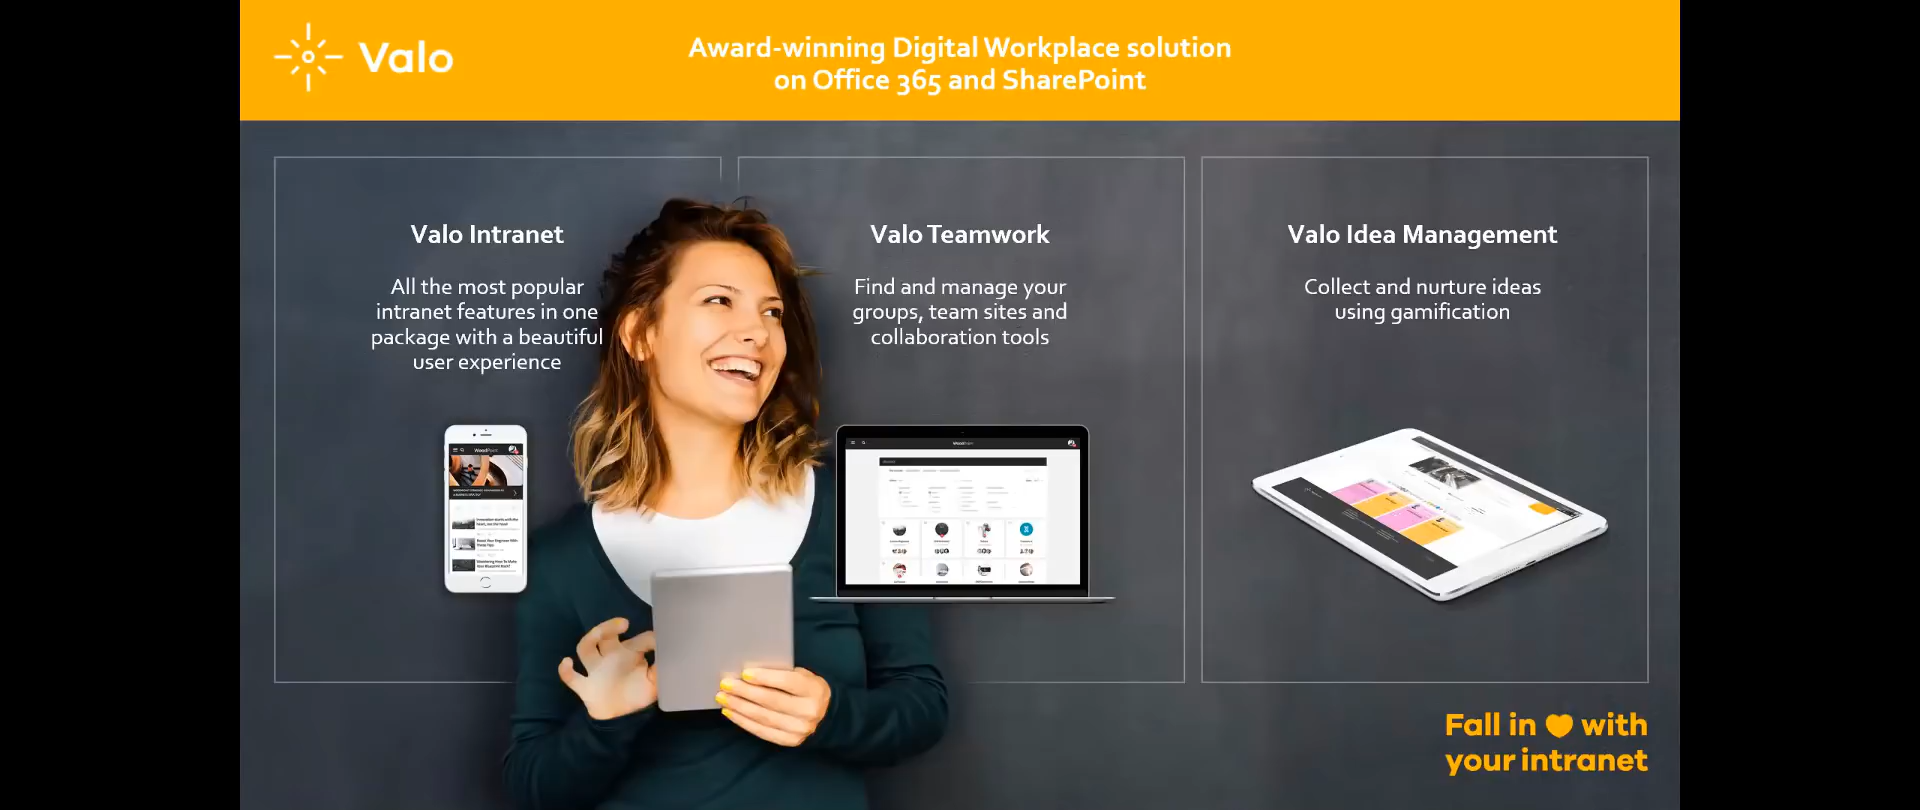 Valo
Award-winning Digital Workplace solution
on Office 365 and SharePoint
Valo Intranet
All the most popular
intranet features in one
package with a beautiful
user experience
Valo Teamwork
Find and manage your
groups, team sites and
collaboration tools
Valo Idea Management
Collect and nurture ideas
using gamification
Fall in with
your intranet